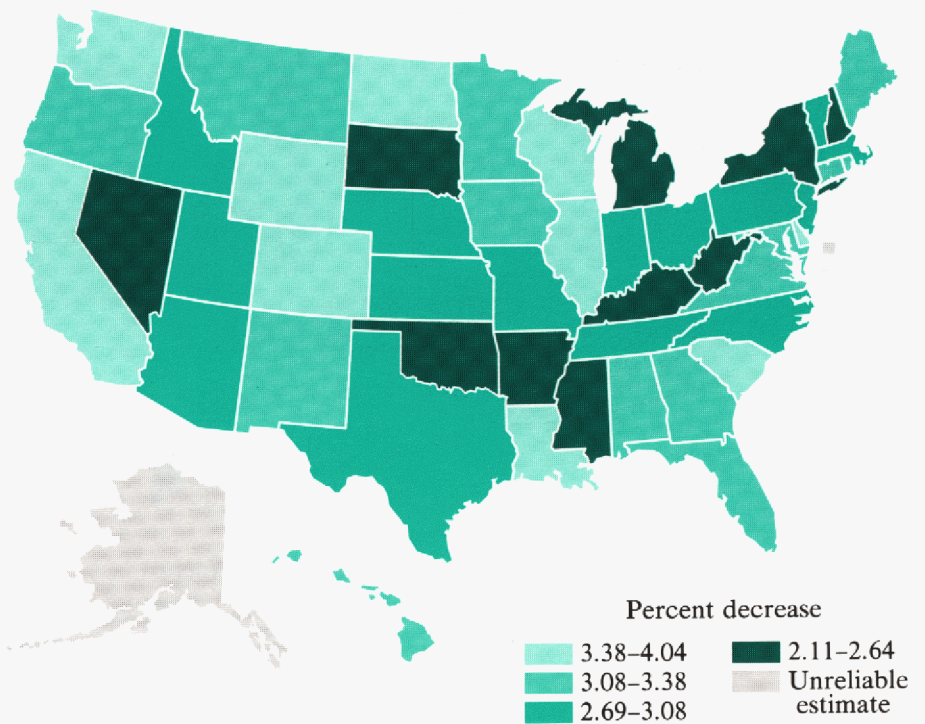 Percent decrease
3.38–4.04
3.08–3.38
2.69–3.08
2.11–2.64
Unreliable
estimate